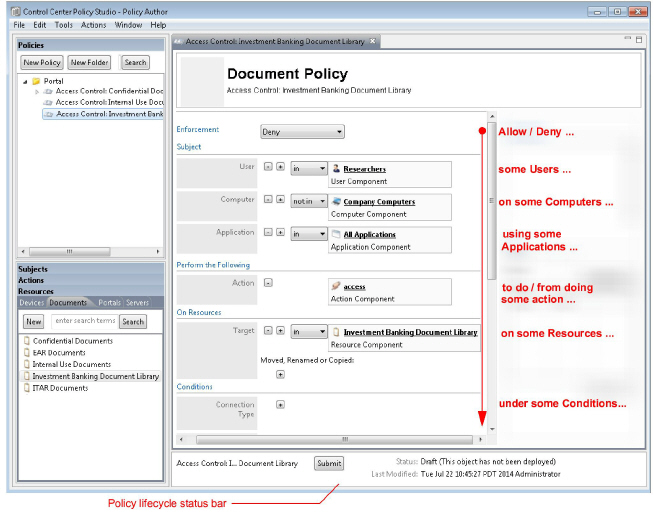 Control Center Policy Studio - Policy Author
File Edit Tools Actions Window Help
Policies
New Policy New Folder Search
Portal
Access Control: Confidential Doc
Access Control: Internal Use Docu
Access Control: Investment Bank
Subjects
Actions
Resources
Devices Documents Portals Servers
New enter search terms Search
Confidential Documents
EAR Documents
Internal Use Documents
Investment Banking Document Library
ITAR Documents
Access Control: Investment Banking Document Library
Document Policy
Access Control: Investment Banking Document Library
Enforcement Deny
Subject
User - + in Researchers
User Component
Computer - + not in Company Computers
Computer Component
Application - + in All Applications
Application Component
Perform the Following
Action - access
Action Component
On Resources
Target - + in Investment Banking Document Library
Resource Component
Moved, Renamed or Copied:
+
Conditions
Connection Type +
Allow / Deny ...
some Users ...
on some Computers ...
using some
Applications ...
to do / from doing
some action ...
on some Resources ...
under some Conditions...
Access Control: I... Document Library Submit
Status: Draft (This object has not been deployed)
Last Modified: Tue Jul 22 10:45:27 PDT 2014 Administrator
Policy lifecycle status bar